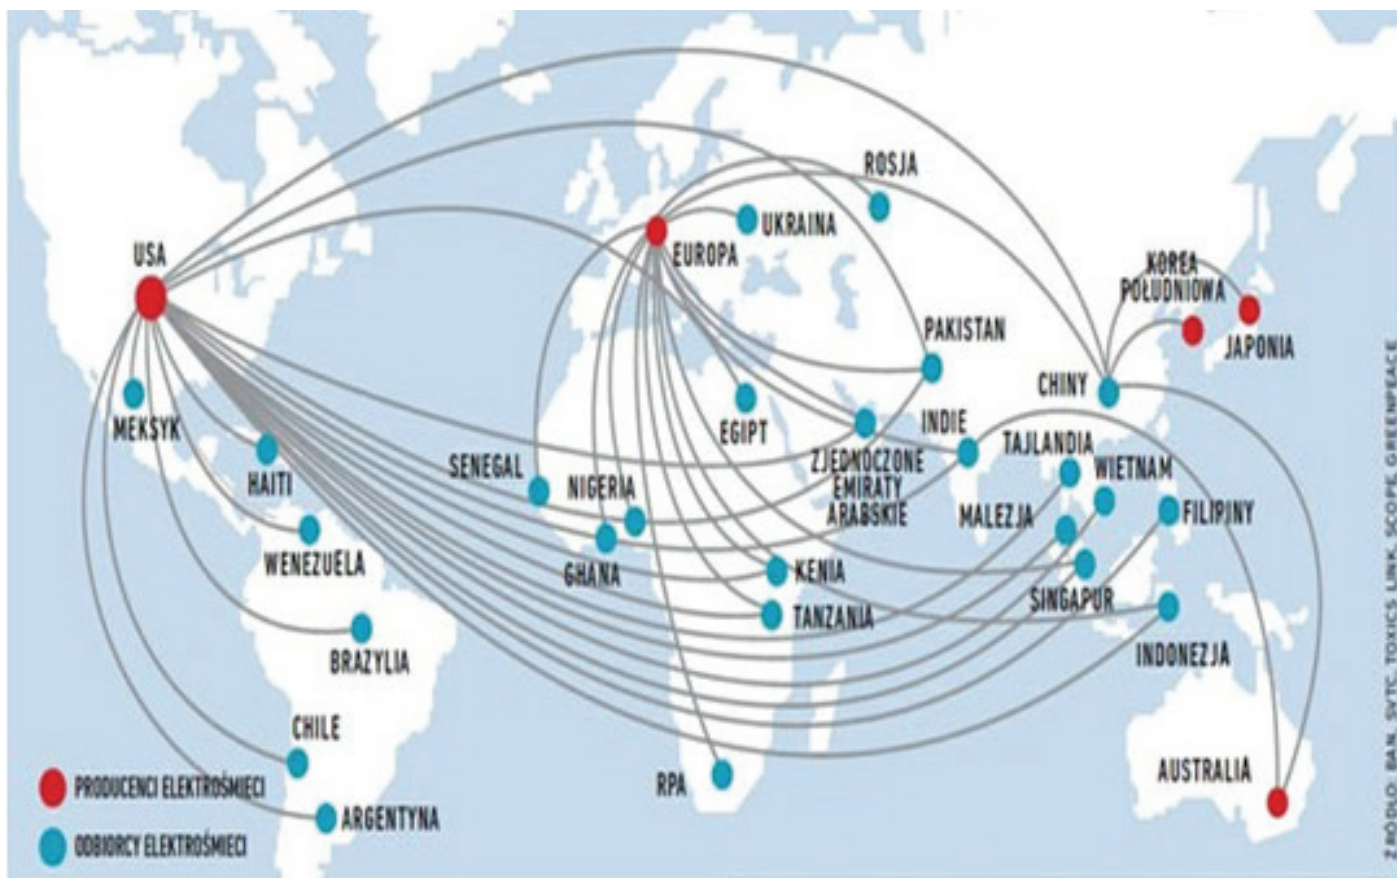 ROSJA
UKRAINA
EUROPA
USA
KOREA
POŁUDNIOWA
JAPONIA
PAKISTAN
CHINY
MEKSYK
EGIPT
INDIE
TAJLANDIA
HAITI
SENEGAL
NIGERIA
ZJEDNOCZONE
EMIRATY
ARABSKIE
WIETNAM
MALEZJA
FILIPINY
WENEZUELA
GHANA
KENIA
SINGAPUR
TANZANIA
BRAZYLIA
INDONEZJA
CHILE
RPA
AUSTRALIA
ARGENTYNA
PRODUCENCI ELEKTROŚMIECI
ODBIORCY ELEKTROŚMIECI
ŹRÓDŁO: BAN, SVTC, TOXICS LINK, SCOPE, GREENPEACE